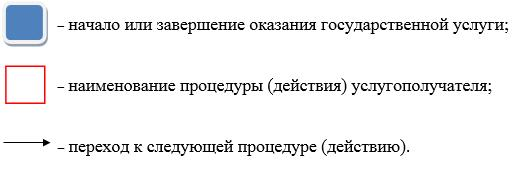 – начало или завершение оказания государственной услуги;
– наименование процедуры (действия) услугополучателя;
– переход к следующей процедуре (действию).